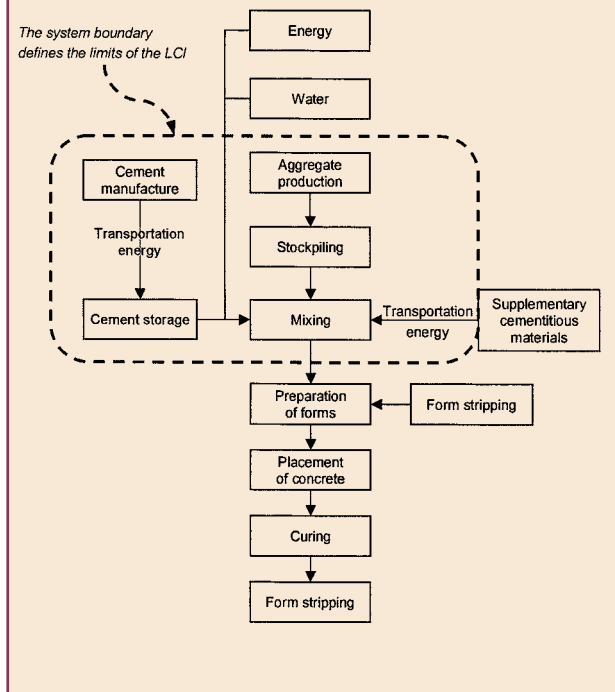 The system boundary
defines the limits of the LCI
Energy
Water
Cement
manufacture
Aggregate
production
Transportation
energy
Stockpiling
Cement storage
Mixing
Transportation
energy
Supplementary
cementitious
materials
Preparation
of forms
Form stripping
Placement
of concrete
Curing
Form stripping